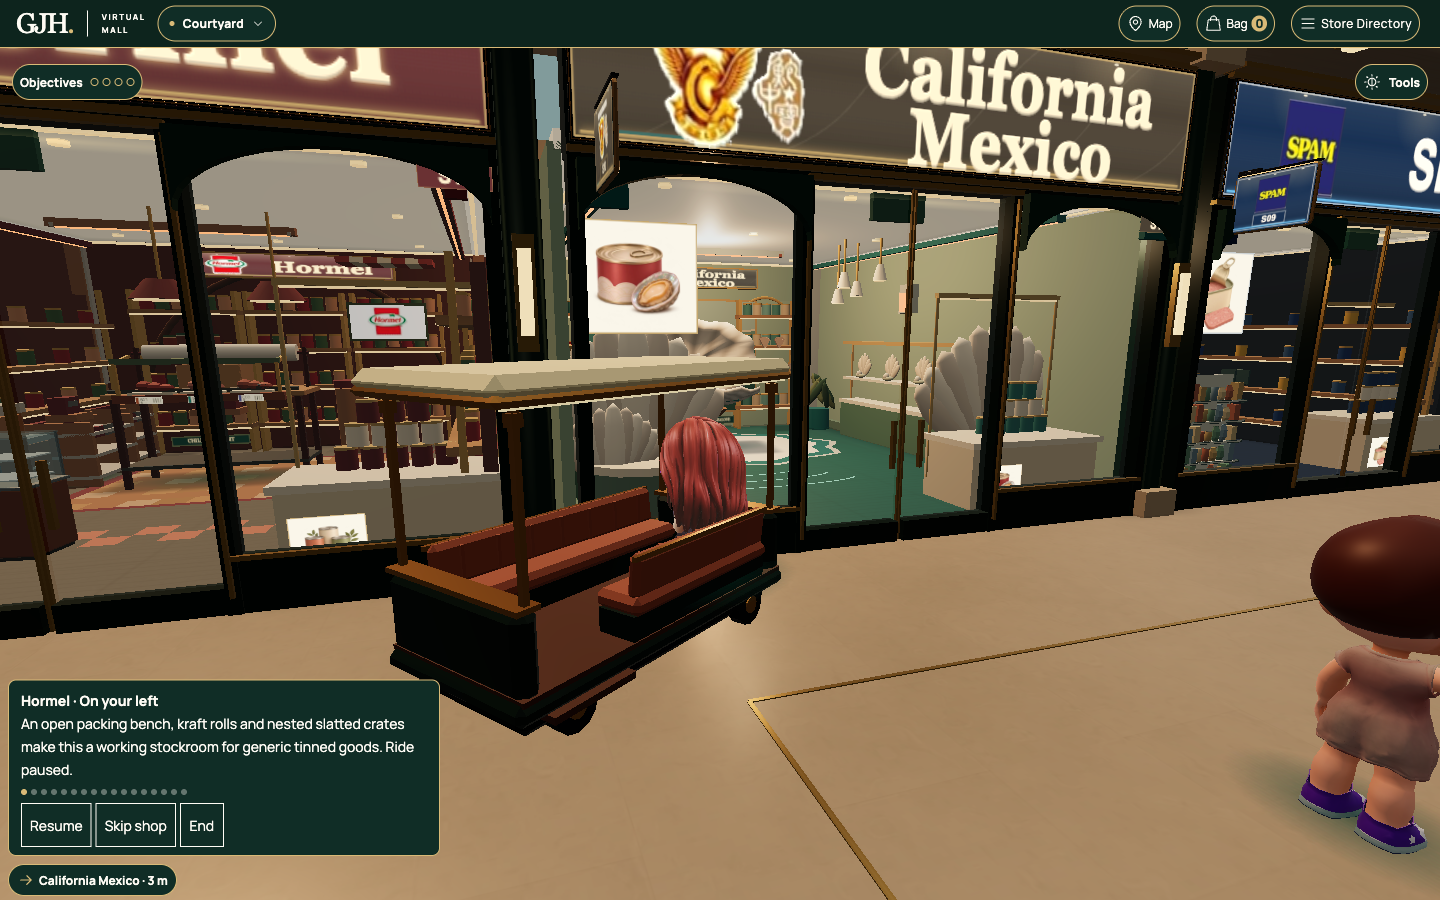 GJH.
VIRTUAL
MALL
Courtyard
Map
Bag 0
Store Directory
Objectives
Tools
California
Mexico
SPAM
SPAM
S09
Hormel
Hormel
Hormel · On your left
An open packing bench, kraft rolls and nested slatted crates
make this a working stockroom for generic tinned goods. Ride
paused.
Resume
Skip shop
End
California Mexico · 3 m